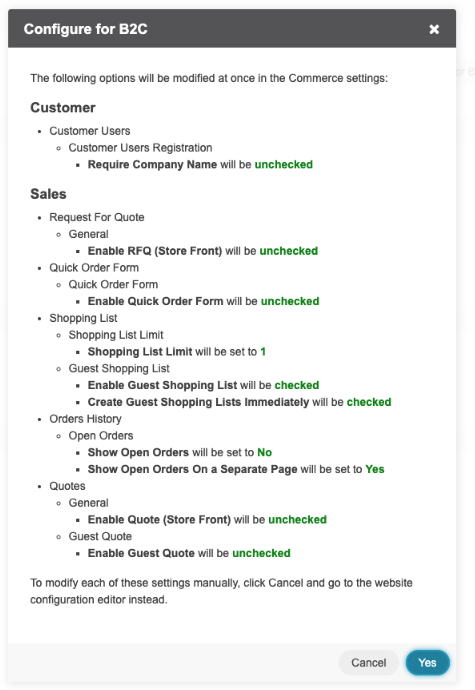 Configure for B2C ×
The following options will be modified at once in the Commerce settings:
Customer
• Customer Users
◦ Customer Users Registration
▪ Require Company Name will be unchecked
Sales
• Request For Quote
◦ General
▪ Enable RFQ (Store Front) will be unchecked
• Quick Order Form
◦ Quick Order Form
▪ Enable Quick Order Form will be unchecked
• Shopping List
◦ Shopping List Limit
▪ Shopping List Limit will be set to 1
◦ Guest Shopping List
▪ Enable Guest Shopping List will be checked
▪ Create Guest Shopping Lists Immediately will be checked
• Orders History
◦ Open Orders
▪ Show Open Orders will be set to No
▪ Show Open Orders On a Separate Page will be set to Yes
• Quotes
◦ General
▪ Enable Quote (Store Front) will be unchecked
◦ Guest Quote
▪ Enable Guest Quote will be unchecked
To modify each of these settings manually, click Cancel and go to the website
configuration editor instead.
Cancel Yes